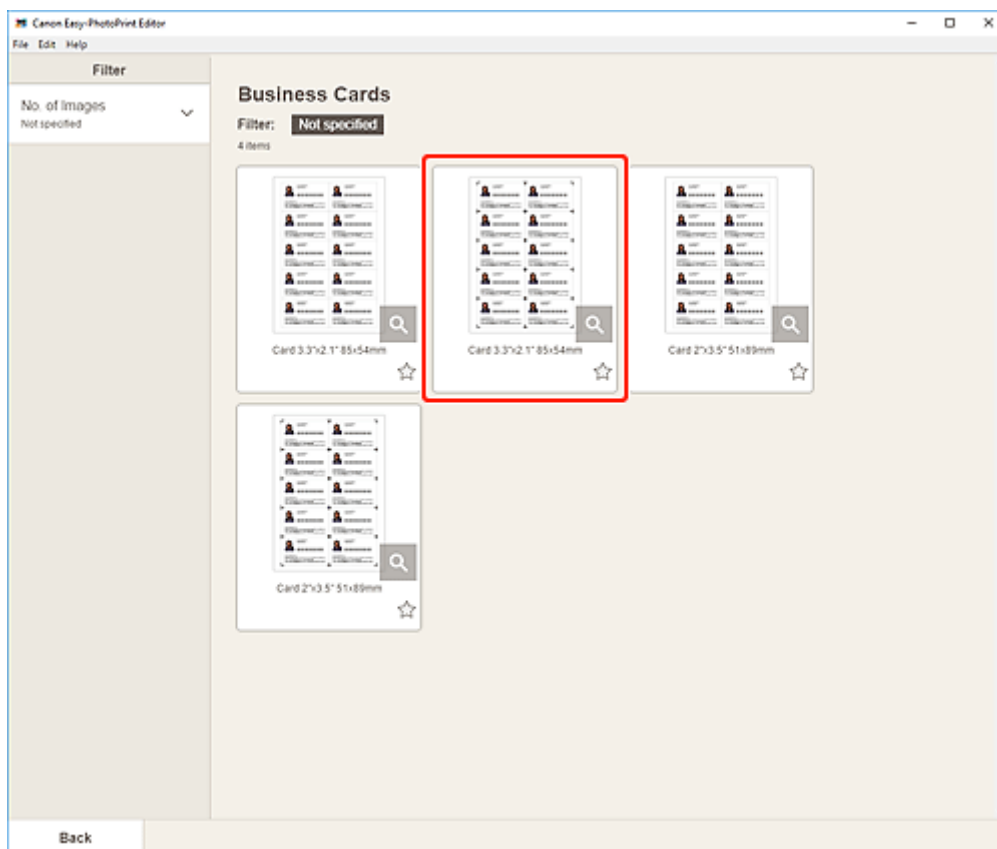 Canon Easy-PhotoPrint Editor
File Edit Help
Filter
No. of Images
Not specified
Business Cards
Filter: Not specified
4 items
Card 3.3"x2.1" 85x54mm
Card 3.3"x2.1" 85x54mm
Card 2"x3.5" 51x89mm
Card 2"x3.5" 51x89mm
Back